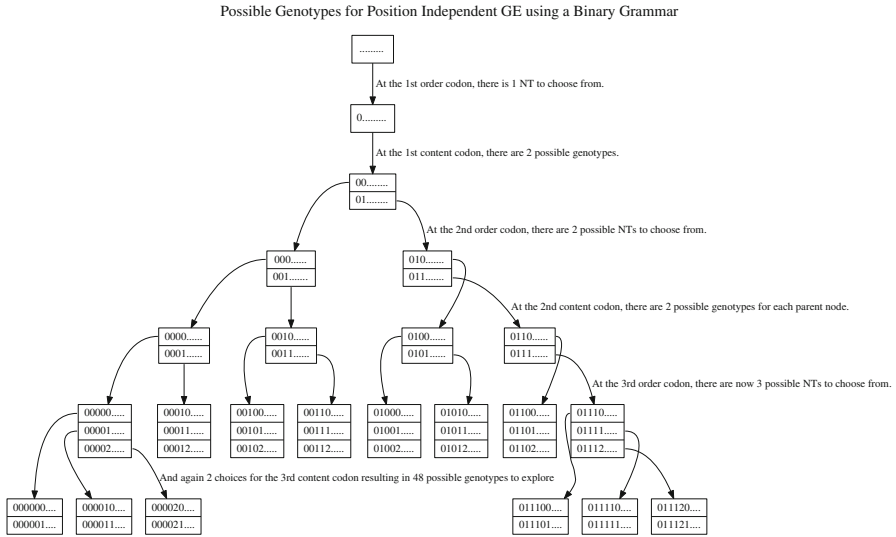 Possible Genotypes for Position Independent GE using a Binary Grammar
.........
At the 1st order codon, there is 1 NT to choose from.
0.........
At the 1st content codon, there are 2 possible genotypes.
00........
01........
At the 2nd order codon, there are 2 possible NTs to choose from.
000...... 010.......
001....... 011.......
At the 2nd content codon, there are 2 possible genotypes for each parent node.
0000...... 0010...... 0100...... 0110......
0001...... 0011...... 0101...... 0111......
At the 3rd order codon, there are now 3 possible NTs to choose from.
00000..... 00010..... 00100..... 00110..... 01000..... 01010..... 01100..... 01110.....
00001..... 00011..... 00101..... 00111..... 01001..... 01011..... 01101..... 01111.....
00002..... 00012..... 00102..... 00112..... 01002..... 01012..... 01102..... 01112.....
And again 2 choices for the 3rd content codon resulting in 48 possible genotypes to explore
000000.... 000010.... 000020.... 011100.... 011110.... 011120....
000001.... 000011.... 000021.... 011101.... 011111.... 011121....